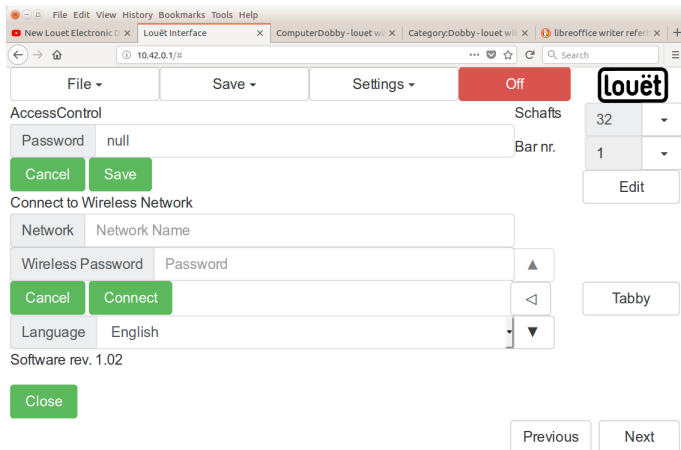 File Edit View History Bookmarks Tools Help
New Louet Electronic D Louët Interface ComputerDobby - louet wi Category:Dobby - louet wi libreoffice writer refert
10.42.0.1/# Search
File Save Settings Off louët
AccessControl Schafts 32
Password null Bar nr. 1
Cancel Save Edit
Connect to Wireless Network
Network Network Name
Wireless Password Password
Cancel Connect Tabby
Language English
Software rev. 1.02
Close
Previous Next